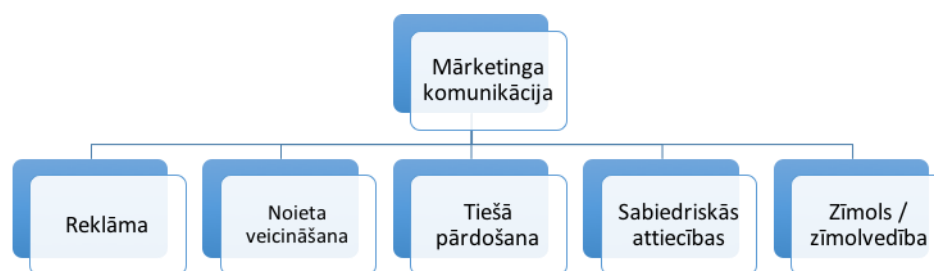 Mārketinga
komunikācija
Reklāma
Noieta
veicināšana
Tiešā
pārdošana
Sabiedriskās
attiecības
Zīmols /
zīmolvedība